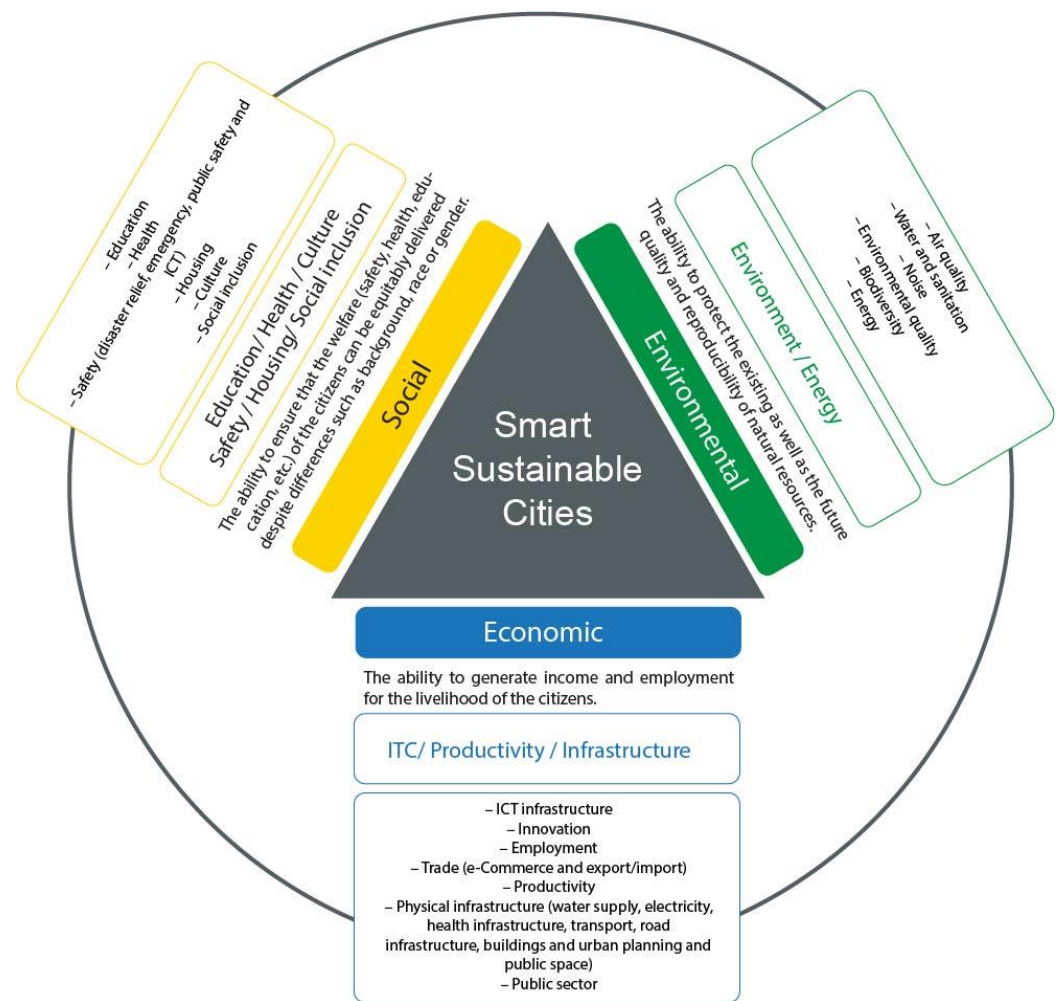 Smart
Sustainable
Cities
Social
The ability to ensure that the welfare (safety, health, edu-
cation, etc.) of the citizens can be equitably delivered
despite differences such as background, race or gender.
Education/ Health / Culture
Safety / Housing/ Social inclusion
– Education
– Health
– Safety (disaster relief, emergency, public safety and
ICT)
– Housing
– Culture
– Social inclusion
Environmental
The ability to protect the existing as well as the future
quality and reproducibility of natural resources.
Environment / Energy
– Air quality
– Water and sanitation
– Noise
– Environmental quality
– Biodiversity
– Energy
Economic
The ability to generate income and employment
for the livelihood of the citizens.
ITC/ Productivity / Infrastructure
– ICT infrastructure
– Innovation
– Employment
– Trade (e-Commerce and export/import)
– Productivity
– Physical infrastructure (water supply, electricity,
health infrastructure, transport, road
infrastructure, buildings and urban planning and
public space)
– Public sector